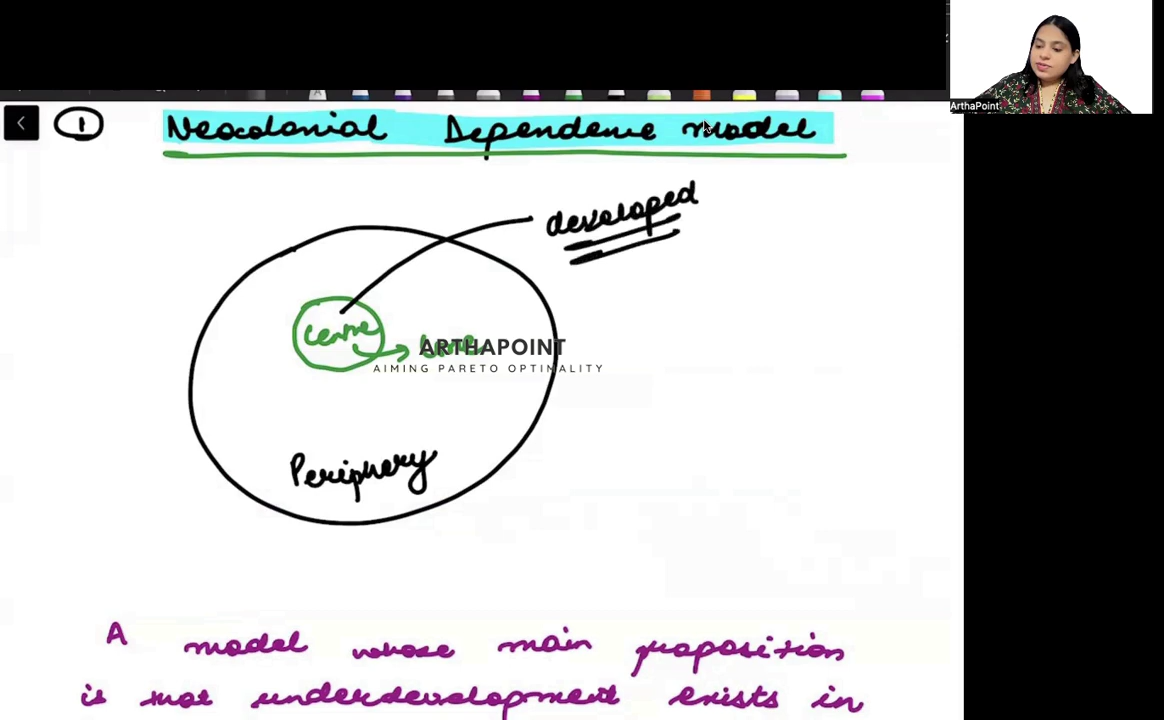 ArthaPoint
1
Neocolonial Dependence model
developed
Centre
ARTHAPOINT
AIMING PARETO OPTIMALITY
Periphery
A model whose main proposition
is that underdevelopment exists in